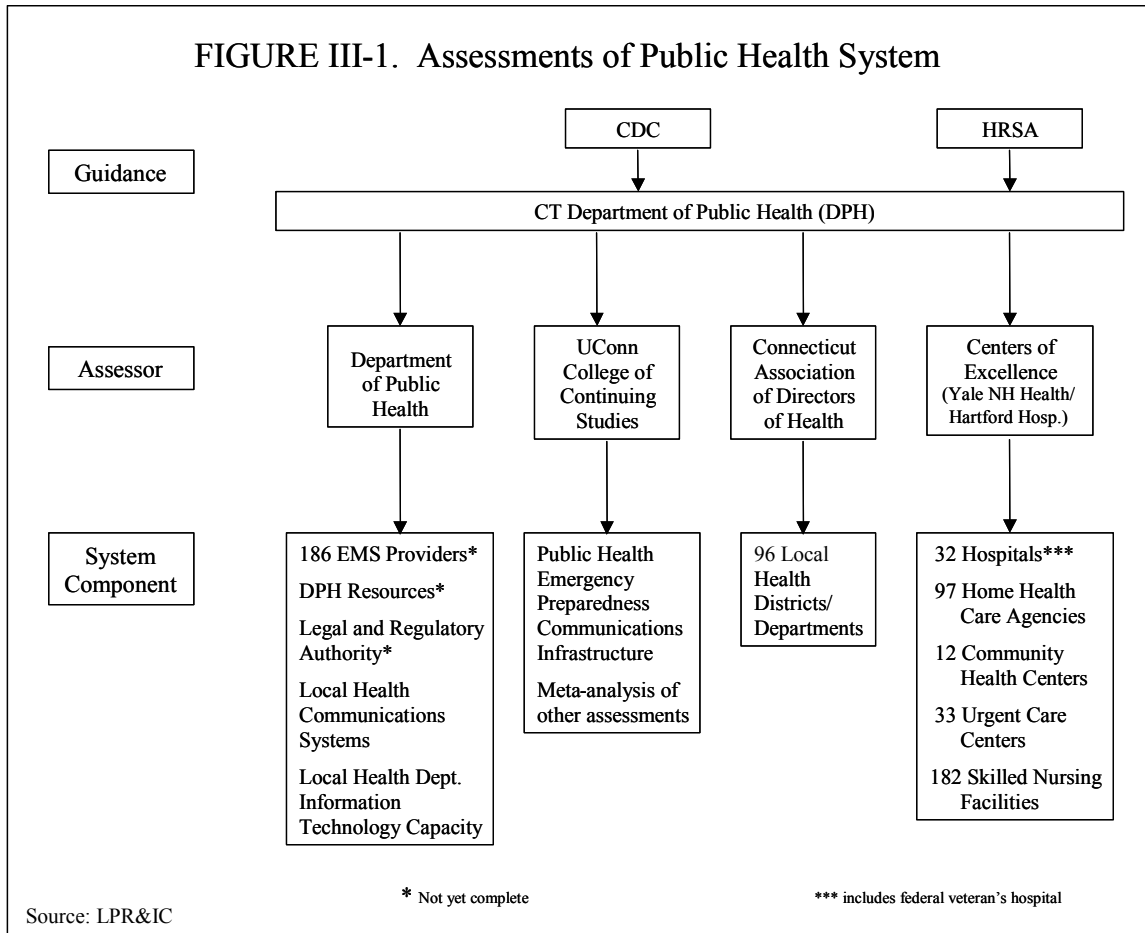 FIGURE III-1. Assessments of Public Health System
CDC
HRSA
Guidance
CT Department of Public Health (DPH)
Assessor
Department
of Public
Health
UConn
College of
Continuing
Studies
Connecticut
Association
of Directors
of Health
Centers of
Excellence
(Yale NH Health/
Hartford Hosp.)
System
Component
186 EMS Providers*
DPH Resources*
Legal and Regulatory
Authority*
Local Health
Communications
Systems
Local Health Dept.
Information
Technology Capacity
Public Health
Emergency
Preparedness
Communications
Infrastructure
Meta-analysis of
other assessments
96 Local
Health
Districts/
Departments
32 Hospitals***
97 Home Health
Care Agencies
12 Community
Health Centers
33 Urgent Care
Centers
182 Skilled Nursing
Facilities
* Not yet complete
*** includes federal veteran's hospital
Source: LPR&IC